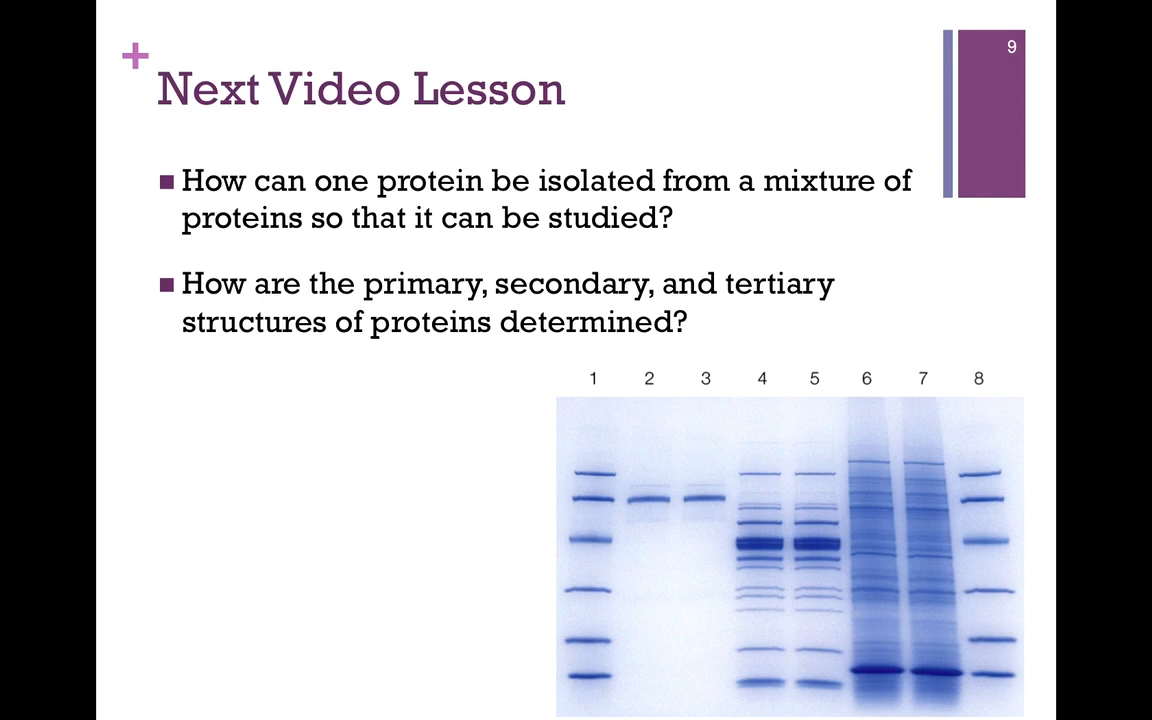 9
+
Next Video Lesson
■ How can one protein be isolated from a mixture of
proteins so that it can be studied?
■ How are the primary, secondary, and tertiary
structures of proteins determined?
1 2 3 4 5 6 7 8